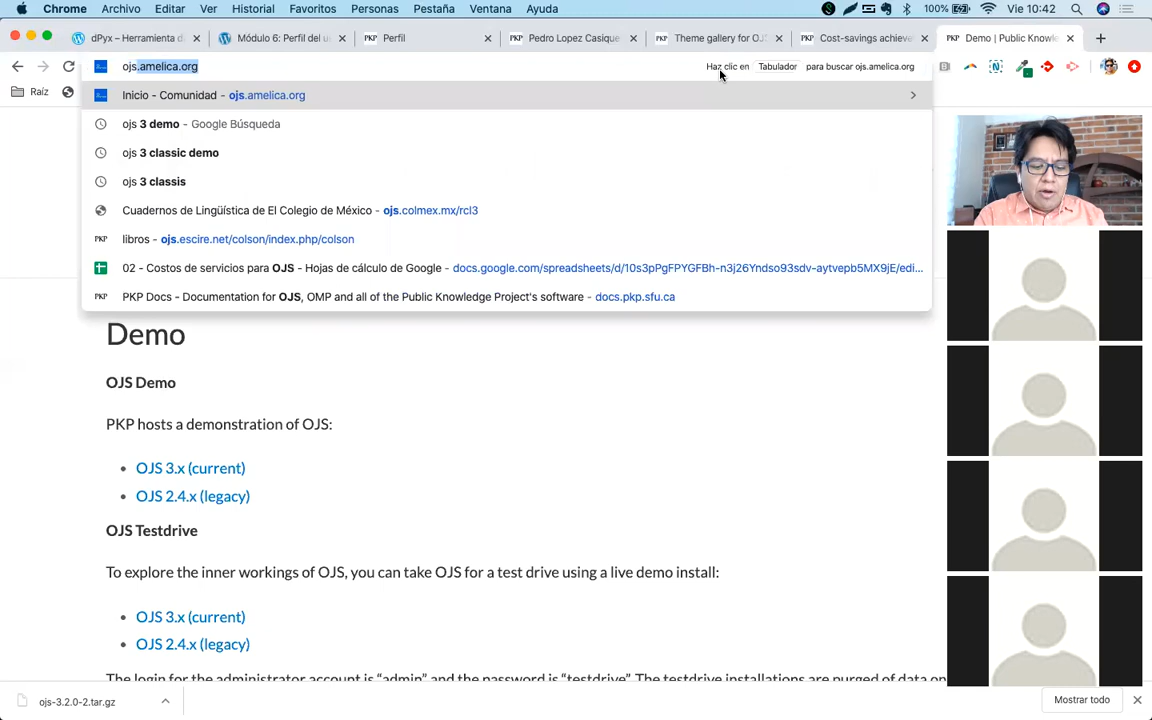 Chrome Archivo Editar Ver Historial Favoritos Personas Pestaña Ventana Ayuda 100% Vie 10:42
dPyx – Herramienta d Módulo 6: Perfil del u PKP Perfil PKP Pedro Lopez Casique PKP Theme gallery for OJS PKP Cost-savings achieve PKP Demo | Public Knowle
ojs.amelica.org Haz clic en Tabulador para buscar ojs.amelica.org
Raíz
Inicio - Comunidad - ojs.amelica.org
ojs 3 demo - Google Búsqueda
ojs 3 classic demo
ojs 3 classis
Cuadernos de Lingüística de El Colegio de México - ojs.colmex.mx/rcl3
PKP libros - ojs.escire.net/colson/index.php/colson
02 - Costos de servicios para OJS - Hojas de cálculo de Google - docs.google.com/spreadsheets/d/10s3pPgFPYGFBh-n3j26Yndso93sdv-aytvepb5MX9jE/edi...
PKP PKP Docs - Documentation for OJS, OMP and all of the Public Knowledge Project's software - docs.pkp.sfu.ca
Demo
OJS Demo
PKP hosts a demonstration of OJS:
• OJS 3.x (current)
• OJS 2.4.x (legacy)
OJS Testdrive
To explore the inner workings of OJS, you can take OJS for a test drive using a live demo install:
• OJS 3.x (current)
• OJS 2.4.x (legacy)
The login for the administrator account is “admin” and the password is “testdrive”. The testdrive installations are purged of data on
ojs-3.2.0-2.tar.gz Mostrar todo